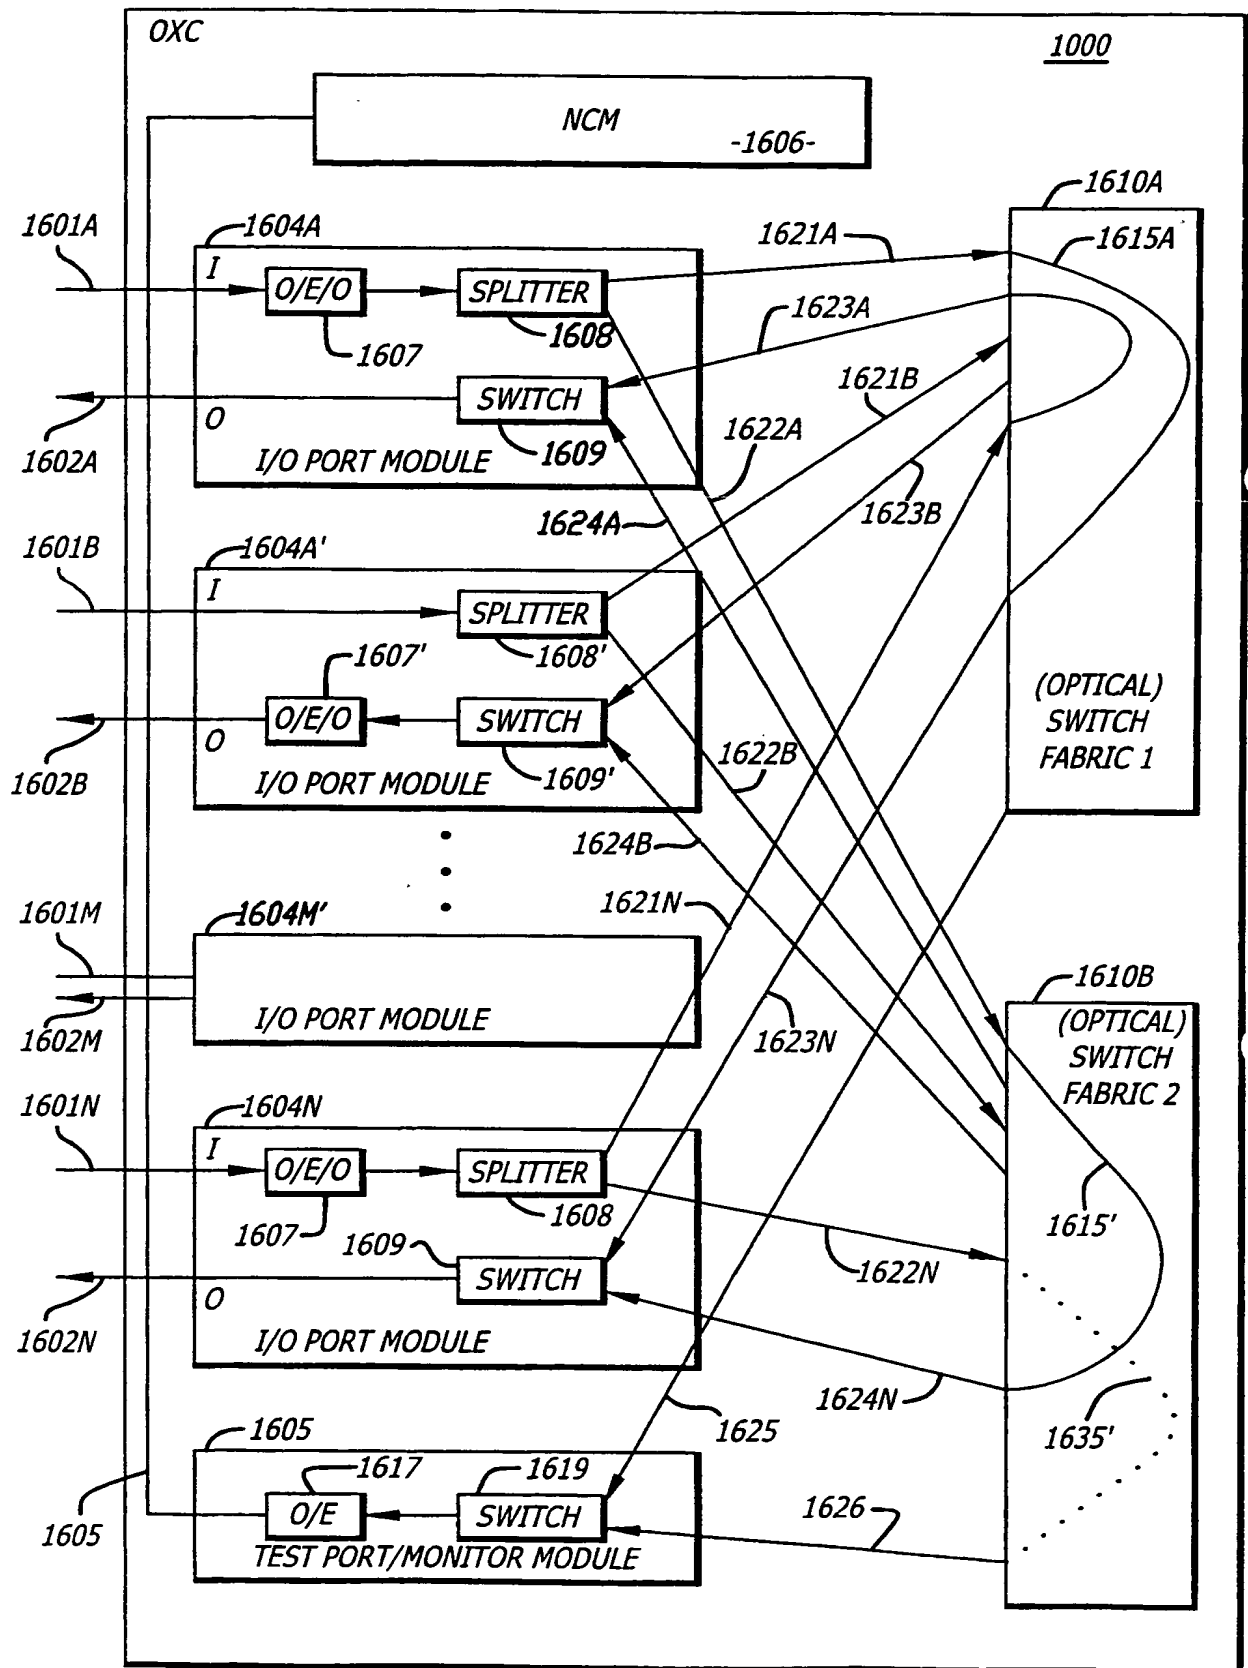 OXC
1000
NCM
-1606-
1610A
1601A
1604A
1621A
1615A
I
O/E/O
SPLITTER
1623A
1607
1608
1621B
SWITCH
O
1602A
1609
1622A
I/O PORT MODULE
1623B
1624A
1601B
1604A'
I
SPLITTER
1607'
1608'
(OPTICAL)
SWITCH
FABRIC 1
O/E/O
SWITCH
O
1622B
1602B
1609'
I/O PORT MODULE
1624B
1601M
1604M'
1621N
1610B
(OPTICAL)
SWITCH
FABRIC 2
I/O PORT MODULE
1602M
1623N
1601N
1604N
I
O/E/O
SPLITTER
1607
1608
1615'
1609
SWITCH
1622N
O
1602N
I/O PORT MODULE
1624N
1625
1635'
1605
1617
1619
O/E
SWITCH
1626
1605
TEST PORT/MONITOR MODULE